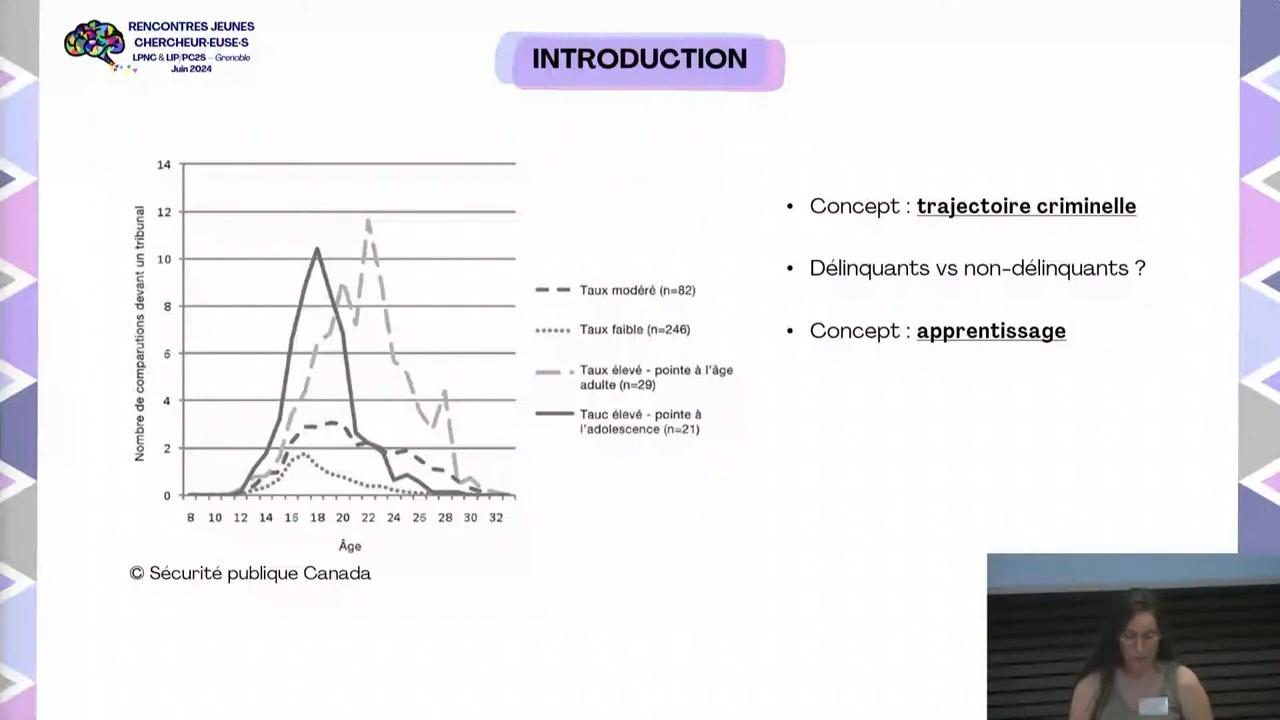 RENCONTRES JEUNES
CHERCHEUR·EUSE·S
LPNC & LIP/PC2S – Grenoble
Juin 2024
INTRODUCTION
14
12
10
8
6
4
2
0
Nombre de comparutions devant un tribunal
8 10 12 14 16 18 20 22 24 26 28 30 32
Âge
Taux modéré (n=82)
Taux faible (n=246)
Taux élevé - pointe à l'âge
adulte (n=29)
Tauc élevé - pointe à
l'adolescence (n=21)
© Sécurité publique Canada
• Concept : trajectoire criminelle
• Délinquants vs non-délinquants ?
• Concept : apprentissage